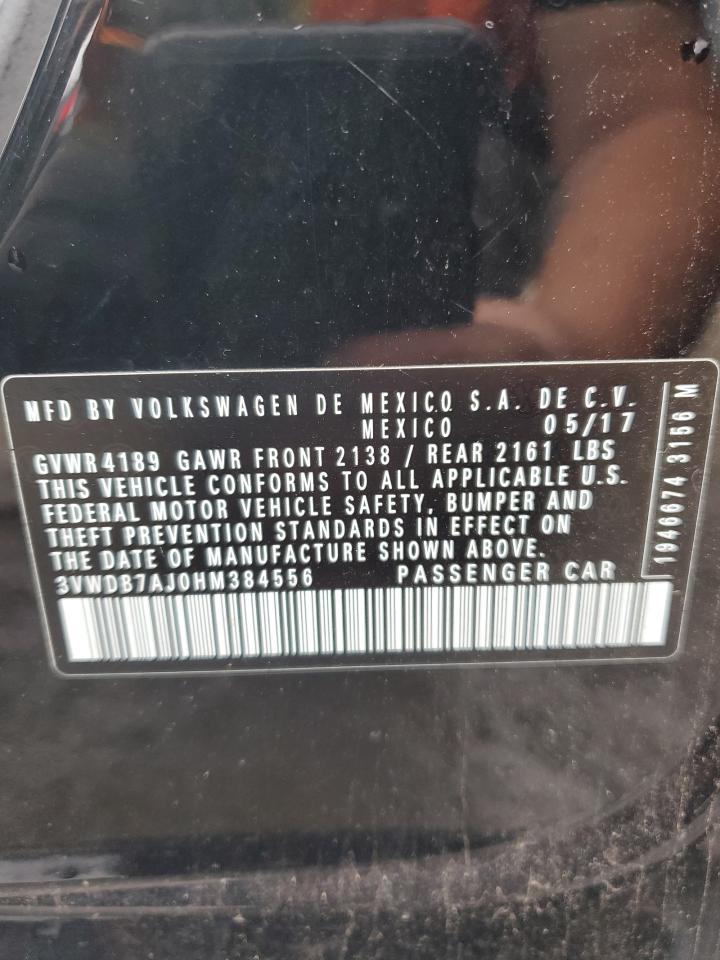 MFD BY VOLKSWAGEN DE MEXICO S.A. DE C.V.
MEXICO 05/17
GVWR4189 GAWR FRONT 2138 / REAR 2161 LBS
THIS VEHICLE CONFORMS TO ALL APPLICABLE U.S.
FEDERAL MOTOR VEHICLE SAFETY, BUMPER AND
THEFT PREVENTION STANDARDS IN EFFECT ON
THE DATE OF MANUFACTURE SHOWN ABOVE.
3VWDB7AJ0HM384556 PASSENGER CAR
1946674 3156 M